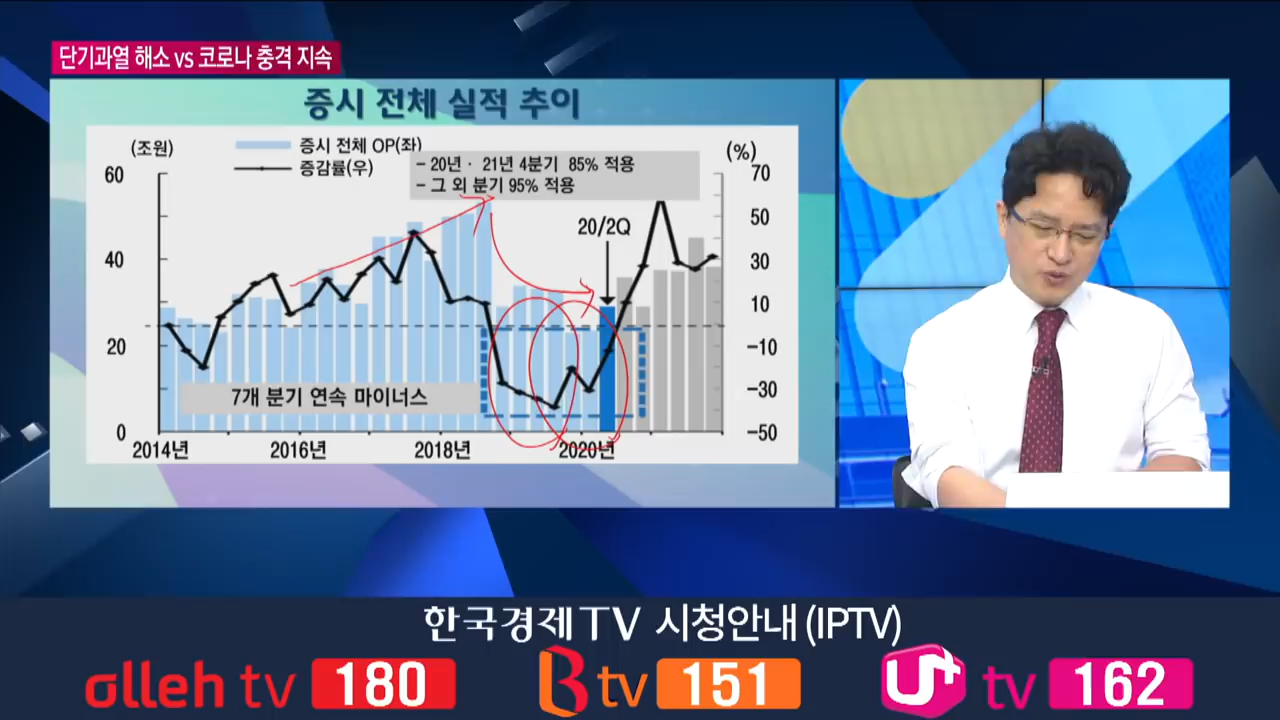 단기과열 해소 vs 코로나 충격 지속
증시 전체 실적 추이
(조원)
증시 전체 OP(좌)
증감률(우)
- 20년 · 21년 4분기 85% 적용
- 그 외 분기 95% 적용
(%)
60
40
20
0
70
50
30
10
-10
-30
-50
20/2Q
7개 분기 연속 마이너스
2014년
2016년
2018년
2020년
한국경제TV 시청안내 (IPTV)
olleh tv 180
B tv 151
U+ tv 162